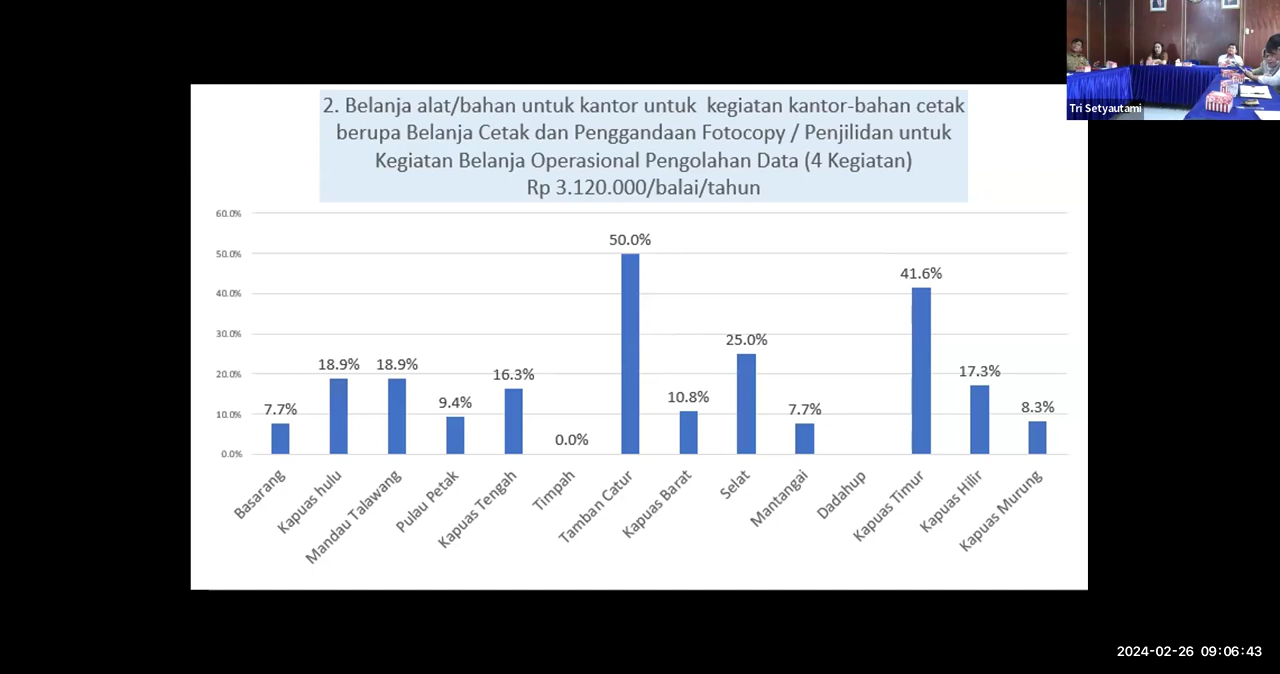 Tri Setyautami
2. Belanja alat/bahan untuk kantor untuk kegiatan kantor-bahan cetak
berupa Belanja Cetak dan Penggandaan Fotocopy / Penjilidan untuk
Kegiatan Belanja Operasional Pengolahan Data (4 Kegiatan)
Rp 3.120.000/balai/tahun
60.0%
50.0%
40.0%
30.0%
20.0%
10.0%
0.0%
7.7%
18.9%
18.9%
9.4%
16.3%
0.0%
50.0%
10.8%
25.0%
7.7%
41.6%
17.3%
8.3%
Basarang
Kapuas hulu
Mandau Talawang
Pulau Petak
Kapuas Tengah
Timpah
Tamban Catur
Kapuas Barat
Selat
Mantangai
Dadahup
Kapuas Timur
Kapuas Hilir
Kapuas Murung
2024-02-26 09:06:43